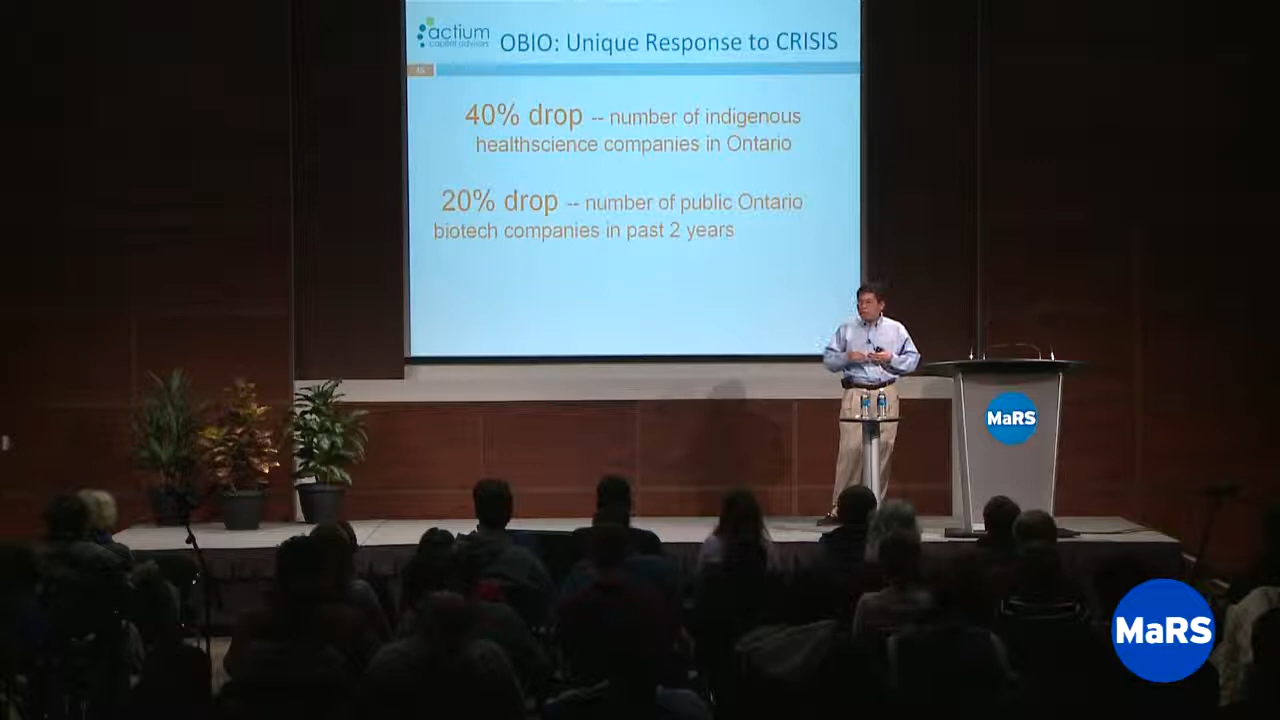 actium
capital advisors
OBIO: Unique Response to CRISIS
40% drop -- number of indigenous
healthscience companies in Ontario
20% drop -- number of public Ontario
biotech companies in past 2 years
MaRS
MaRS